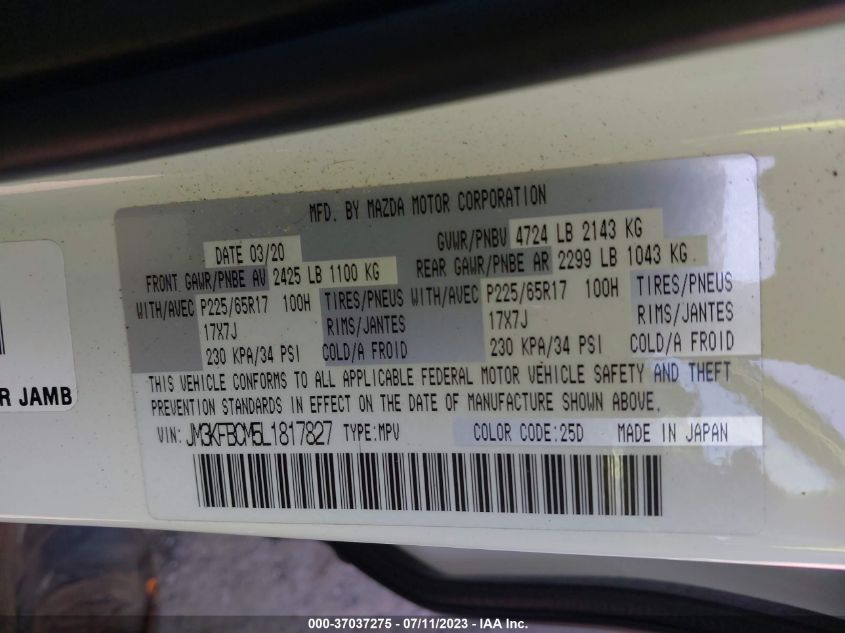 MFD. BY MAZDA MOTOR CORPORATION
DATE 03/20 GVWR/PNBV 4724 LB 2143 KG
FRONT GAWR/PNBE AV 2425 LB 1100 KG REAR GAWR/PNBE AR 2299 LB 1043 KG
WITH/AVEC P225/65R17 100H TIRES/PNEUS WITH/AVEC P225/65R17 100H TIRES/PNEUS
17X7J RIMS/JANTES 17X7J RIMS/JANTES
230 KPA/34 PSI COLD/A FROID 230 KPA/34 PSI COLD/A FROID
THIS VEHICLE CONFORMS TO ALL APPLICABLE FEDERAL MOTOR VEHICLE SAFETY AND THEFT
PREVENTION STANDARDS IN EFFECT ON THE DATE OF MANUFACTURE SHOWN ABOVE.
VIN: JM3KFBCM5L1817827 TYPE:MPV COLOR CODE:25D MADE IN JAPAN
R JAMB
000-37037275 - 07/11/2023 - IAA Inc.